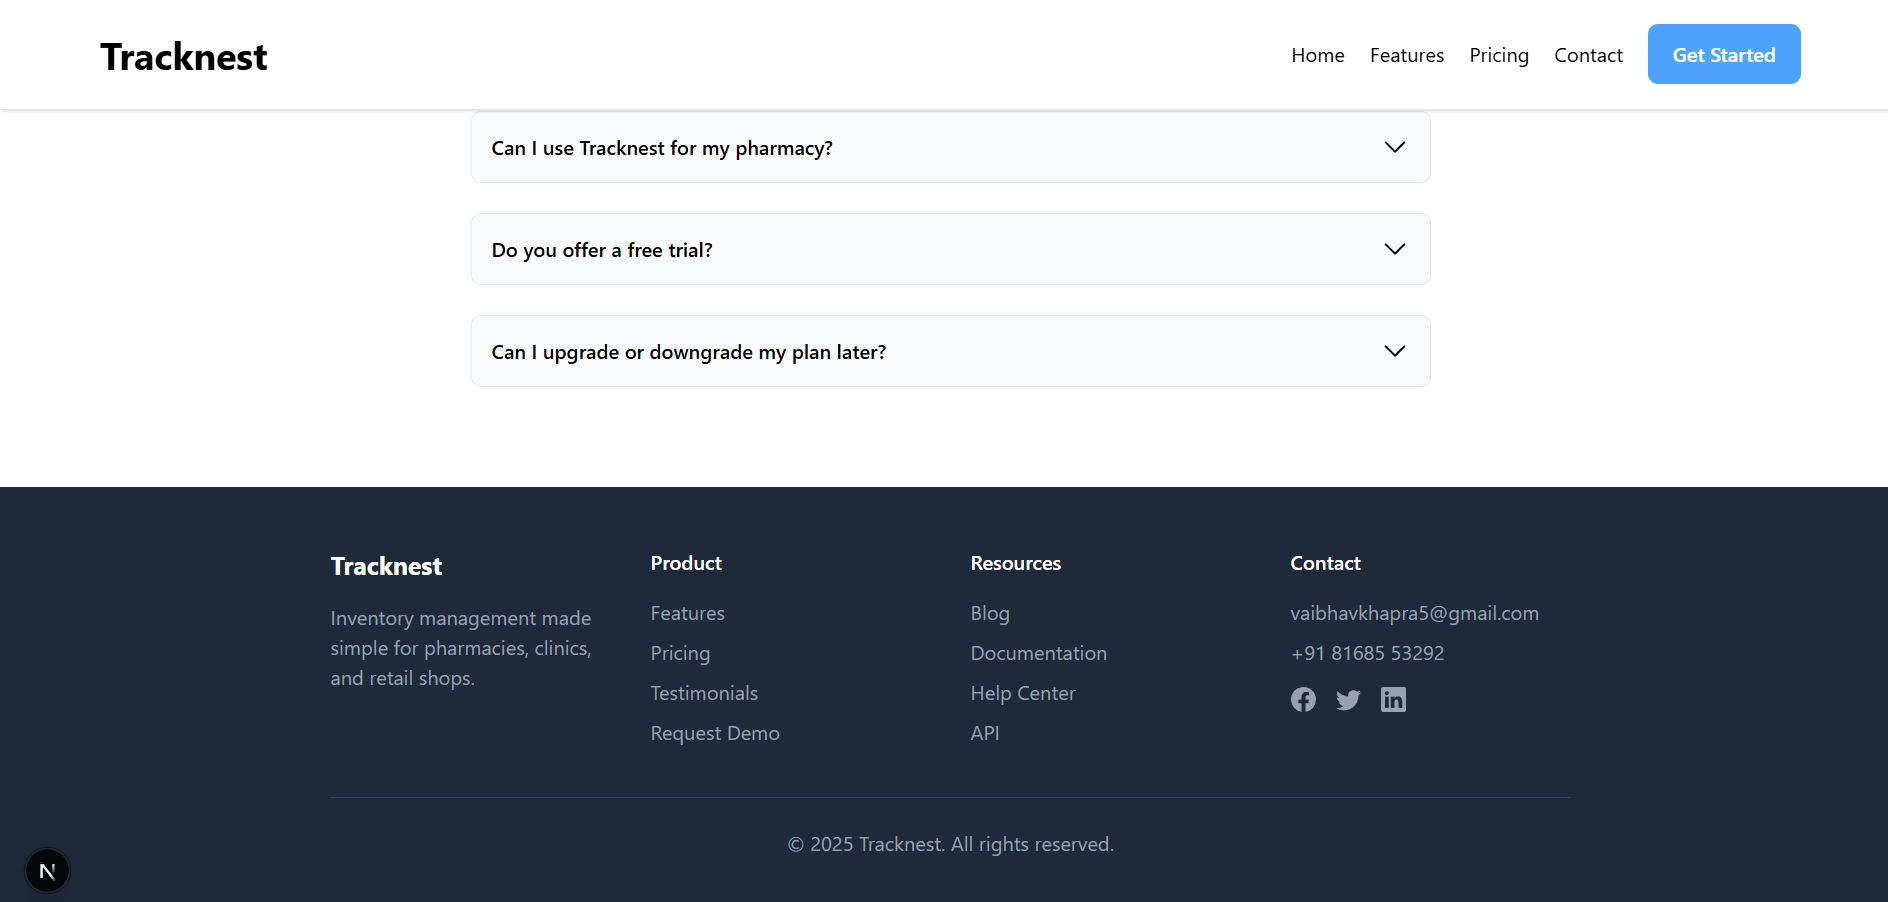 Tracknest
Home
Features
Pricing
Contact
Get Started
Can I use Tracknest for my pharmacy?
Do you offer a free trial?
Can I upgrade or downgrade my plan later?
Tracknest
Inventory management made
simple for pharmacies, clinics,
and retail shops.
Product
Features
Pricing
Testimonials
Request Demo
Resources
Blog
Documentation
Help Center
API
Contact
vaibhavkhapra5@gmail.com
+91 81685 53292
© 2025 Tracknest. All rights reserved.
N